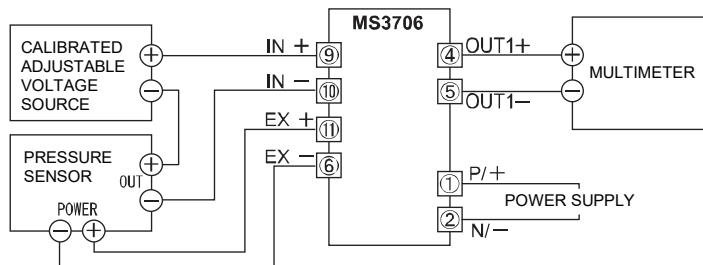 MS3706
CALIBRATED
ADJUSTABLE
VOLTAGE
SOURCE
+
−
IN +
⑨
IN −
⑩
EX +
⑪
EX −
⑥
PRESSURE
SENSOR
OUT
+
−
POWER
− +
④
OUT1+
⑤
OUT1−
+
−
MULTIMETER
①
P/+
②
N/−
POWER SUPPLY